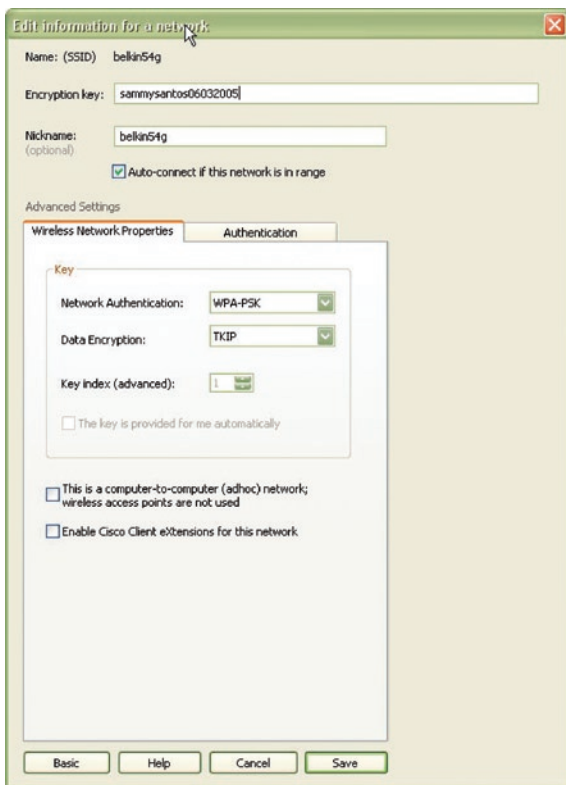 Edit information for a network
Name: (SSID) belkin54g
Encryption key: sammysantos06032005
Nickname: belkin54g
(optional)
Auto-connect if this network is in range
Advanced Settings
Wireless Network Properties Authentication
Key
Network Authentication: WPA-PSK
Data Encryption: TKIP
Key index (advanced): 1
The key is provided for me automatically
This is a computer-to-computer (adhoc) network;
wireless access points are not used
Enable Cisco Client eXtensions for this network
Basic Help Cancel Save